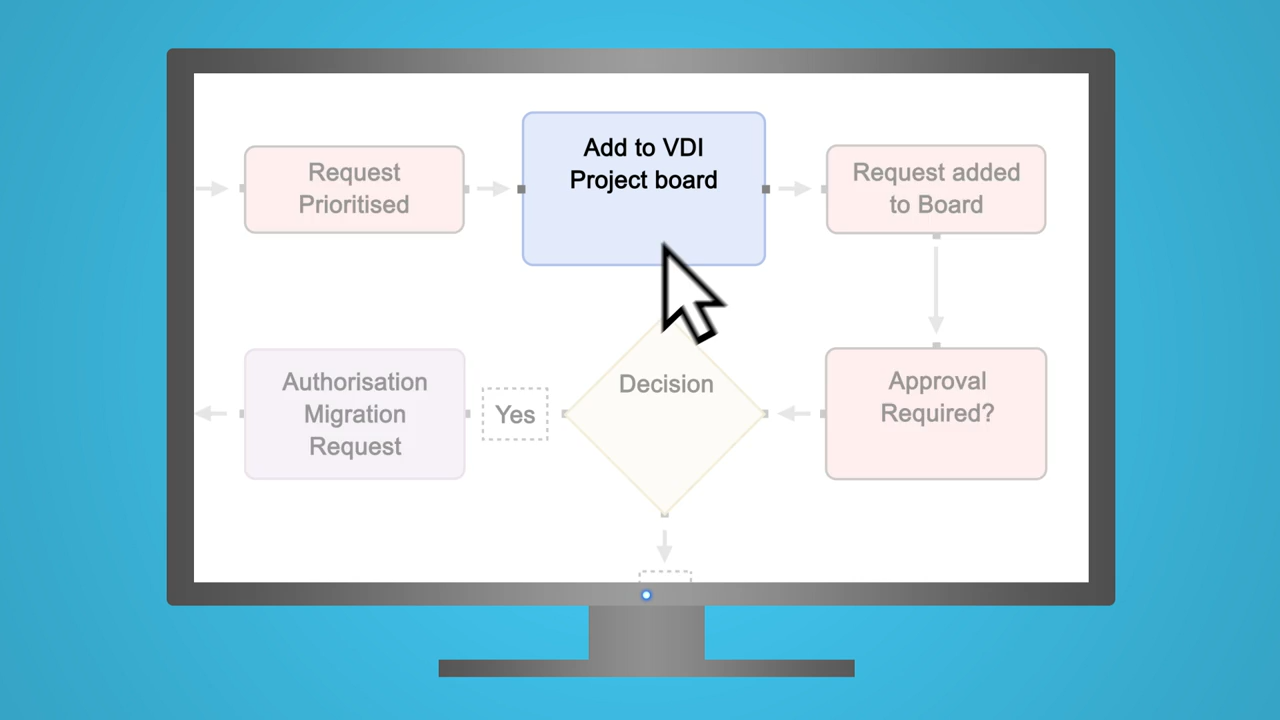 Request
Prioritised
Add to VDI
Project board
Request added
to Board
Authorisation
Migration
Request
Yes
Decision
Approval
Required?